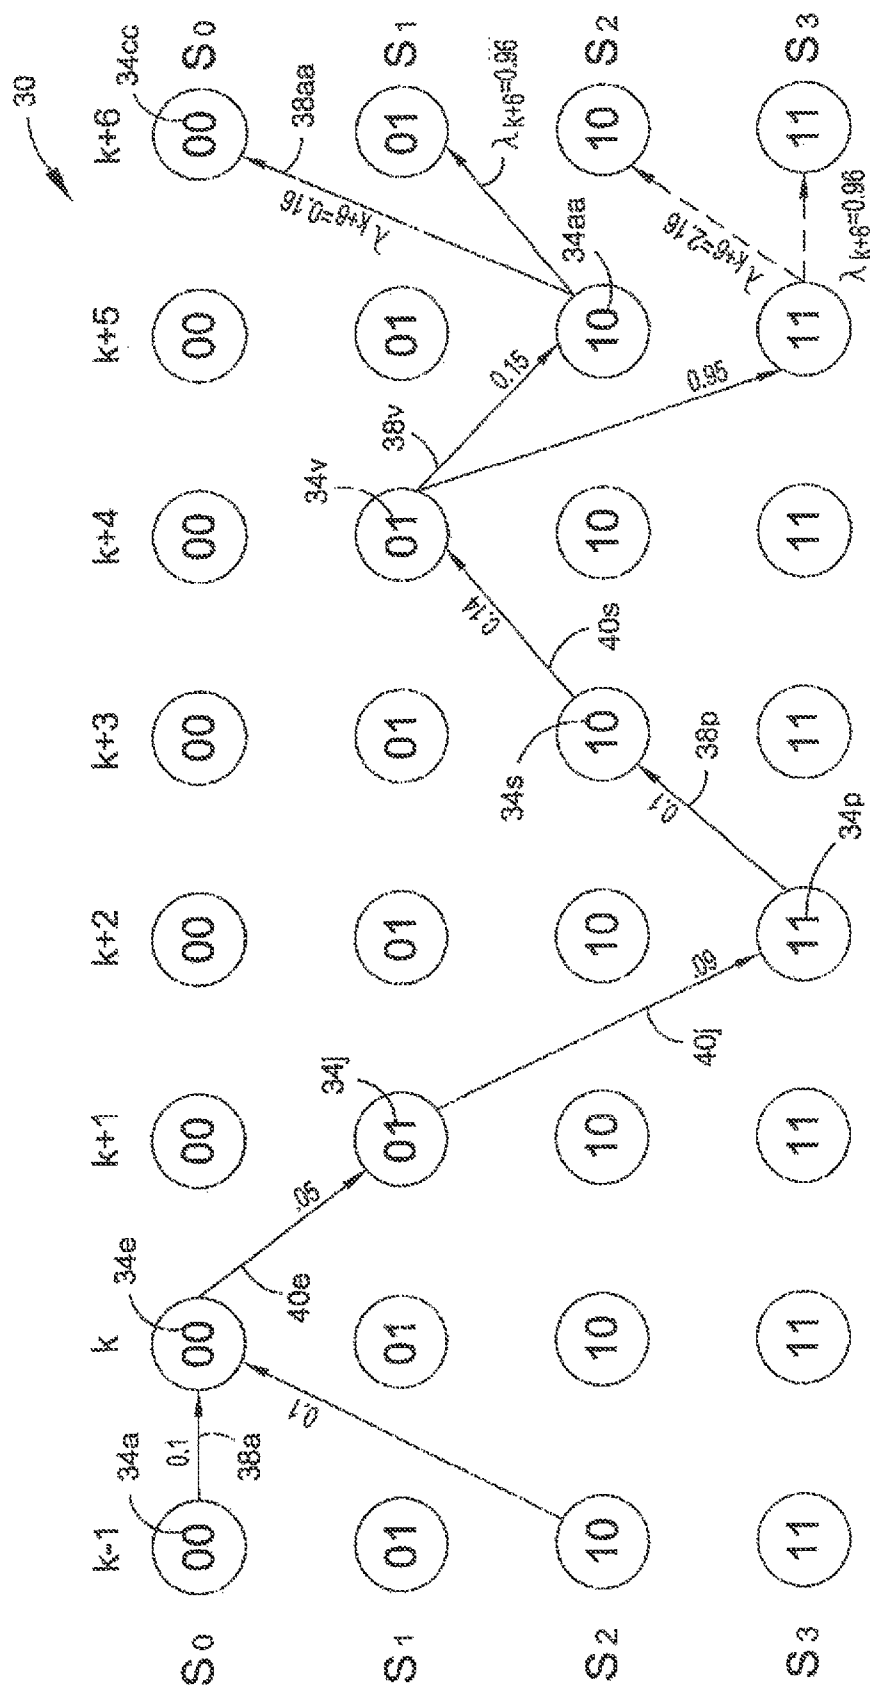 30
k-1 k k+1 k+2 k+3 k+4 k+5 k+6
S0 00 00 00 00 00 00 00 00 S0
34a
34e
34cc
0.1
38a
λk+6=0.16
38aa
.05
40e
0.1
34j
34v
S1 01 01 01 01 01 01 01 01 S1
38v
0.14
0.15
λk+6=0.96
40s
34s
34aa
S2 10 10 10 10 10 10 10 10 S2
.09
40j
0.1
38p
0.95
λk+6=2.16
S3 11 11 11 11 11 11 11 11 S3
34p
λk+6=0.96